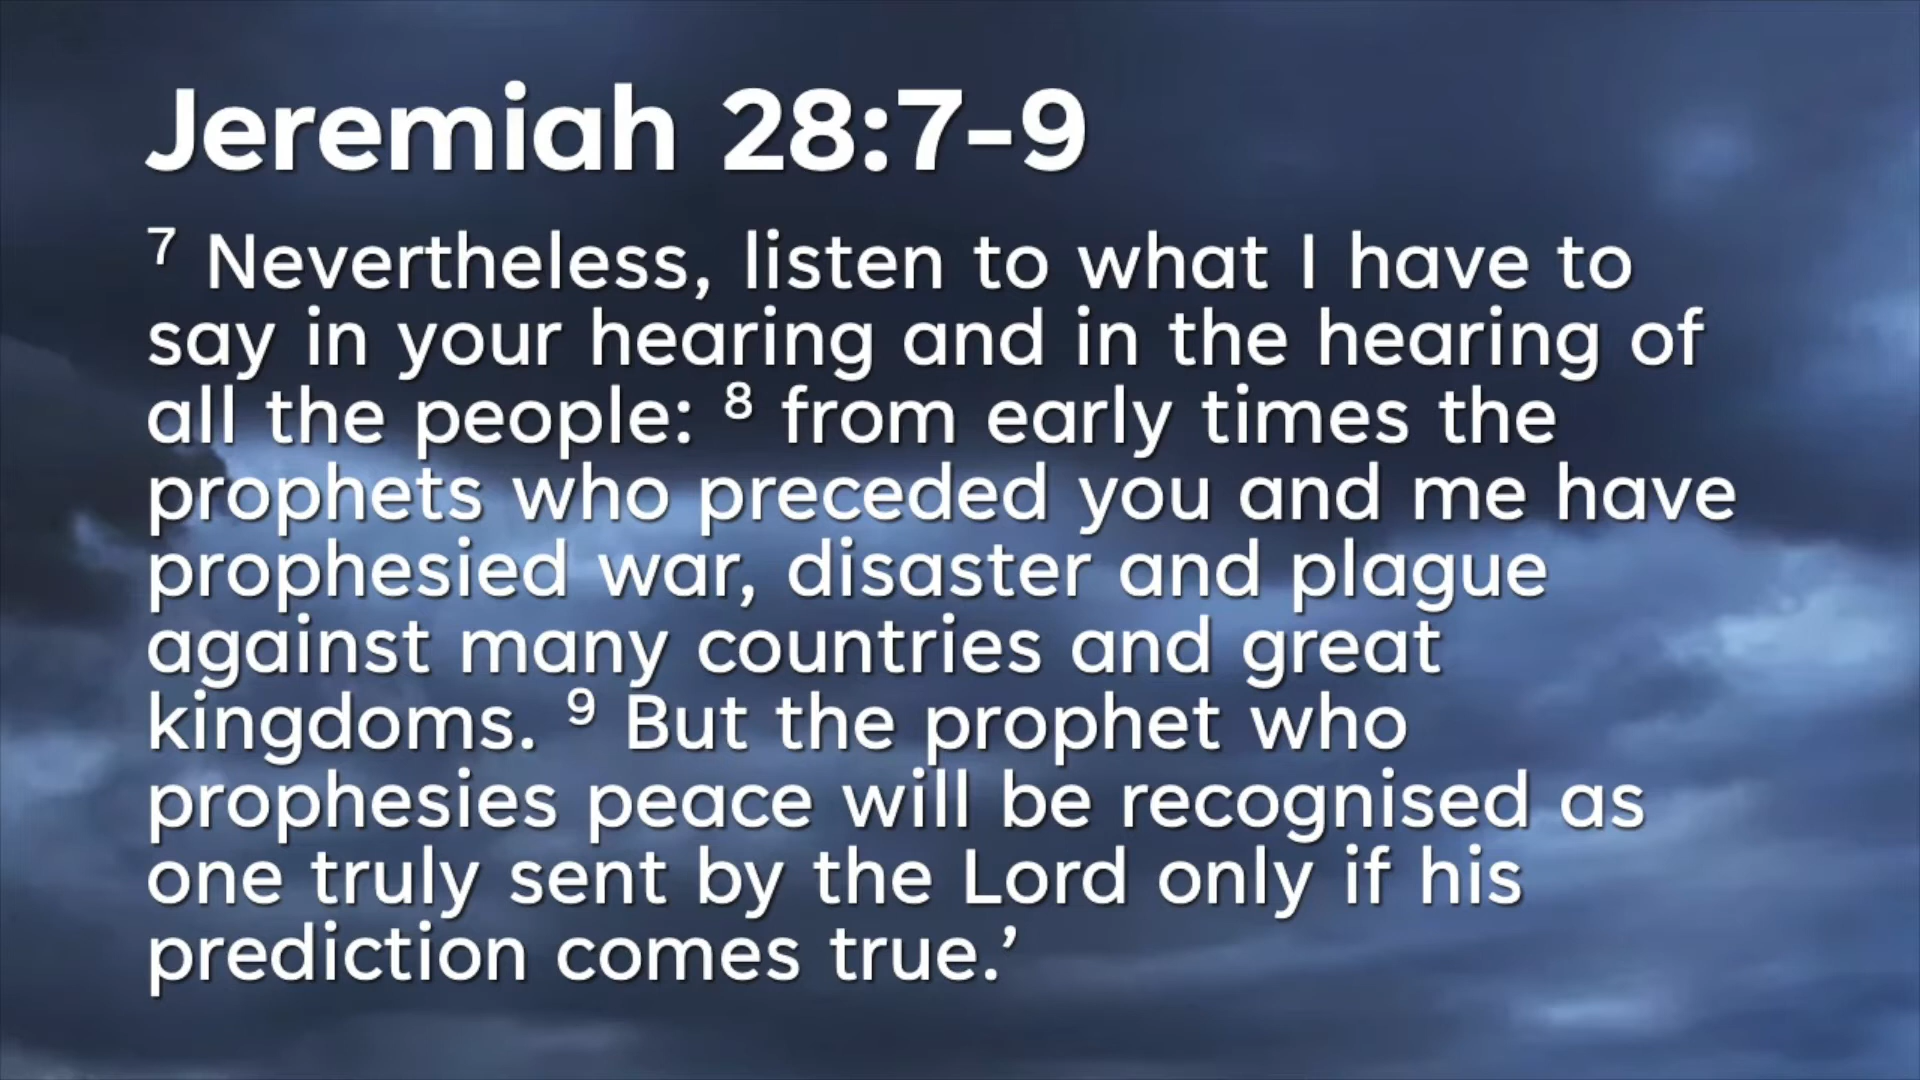 Jeremiah 28:7-9
⁷ Nevertheless, listen to what I have to
say in your hearing and in the hearing of
all the people: ⁸ from early times the
prophets who preceded you and me have
prophesied war, disaster and plague
against many countries and great
kingdoms. ⁹ But the prophet who
prophesies peace will be recognised as
one truly sent by the Lord only if his
prediction comes true.’